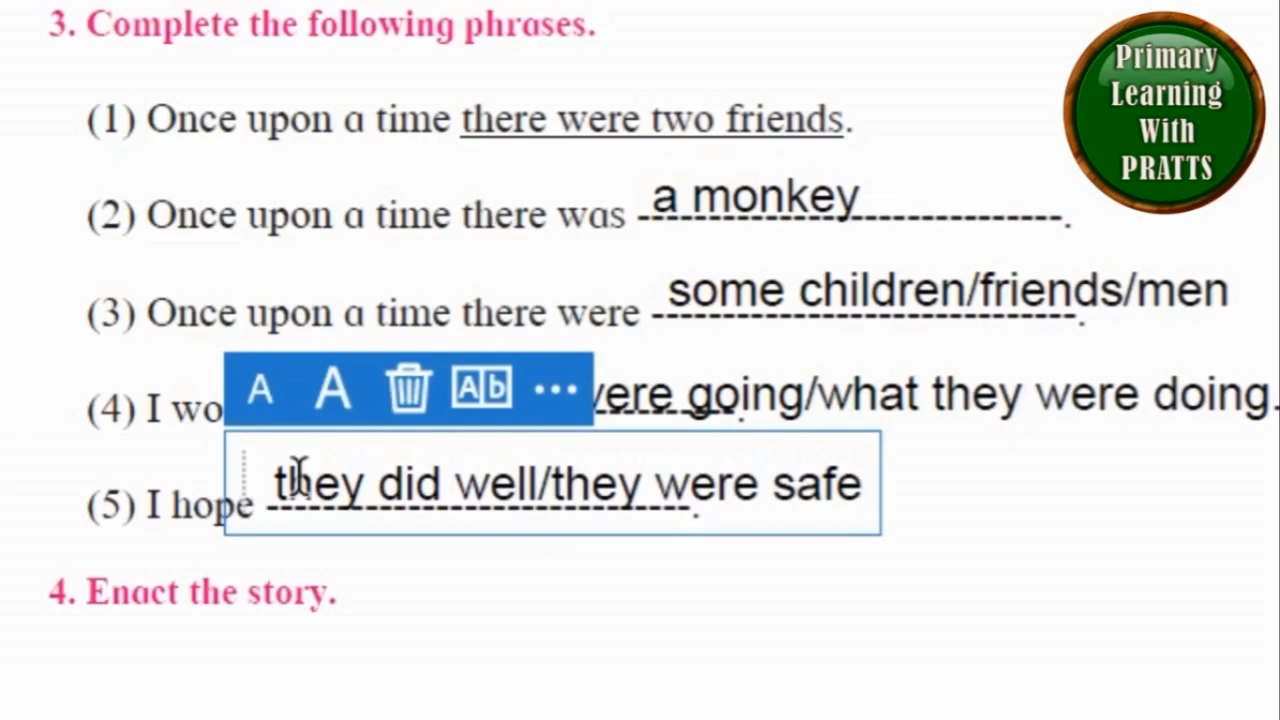 3. Complete the following phrases.
Primary
Learning
With
PRATTS
(1) Once upon a time there were two friends.
(2) Once upon a time there was a monkey.
(3) Once upon a time there were some children/friends/men.
A A Ab ...
(4) I going/what they were doing.
(5) I hope they did well/they were safe.
4. Enact the story.